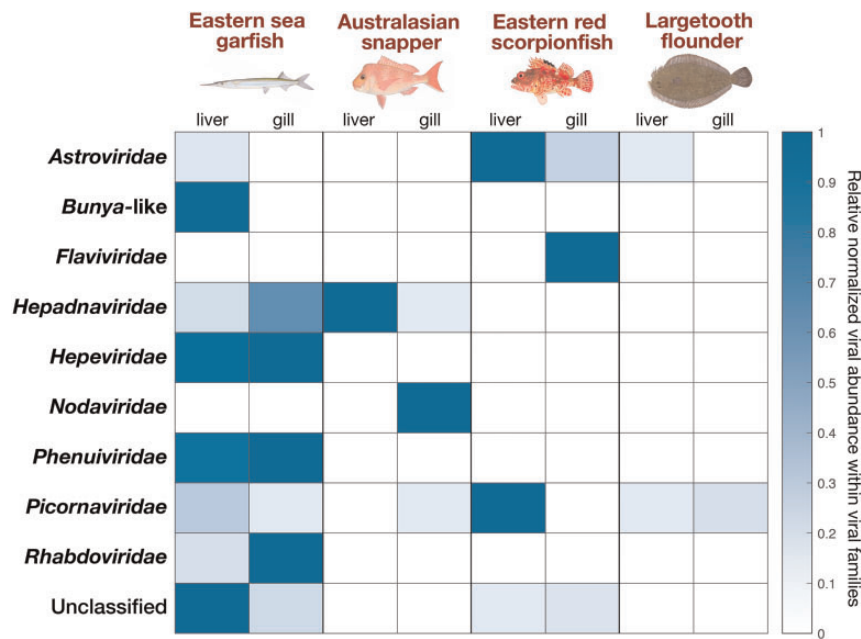 Eastern sea garfish
Australasian snapper
Eastern red scorpionfish
Largetooth flounder
liver gill liver gill liver gill liver gill
Astroviridae
Bunya-like
Flaviviridae
Hepadnaviridae
Hepeviridae
Nodaviridae
Phenuiviridae
Picornaviridae
Rhabdoviridae
Unclassified
1
0.9
0.8
0.7
0.6
0.5
0.4
0.3
0.2
0.1
0
Relative normalized viral abundance within viral families